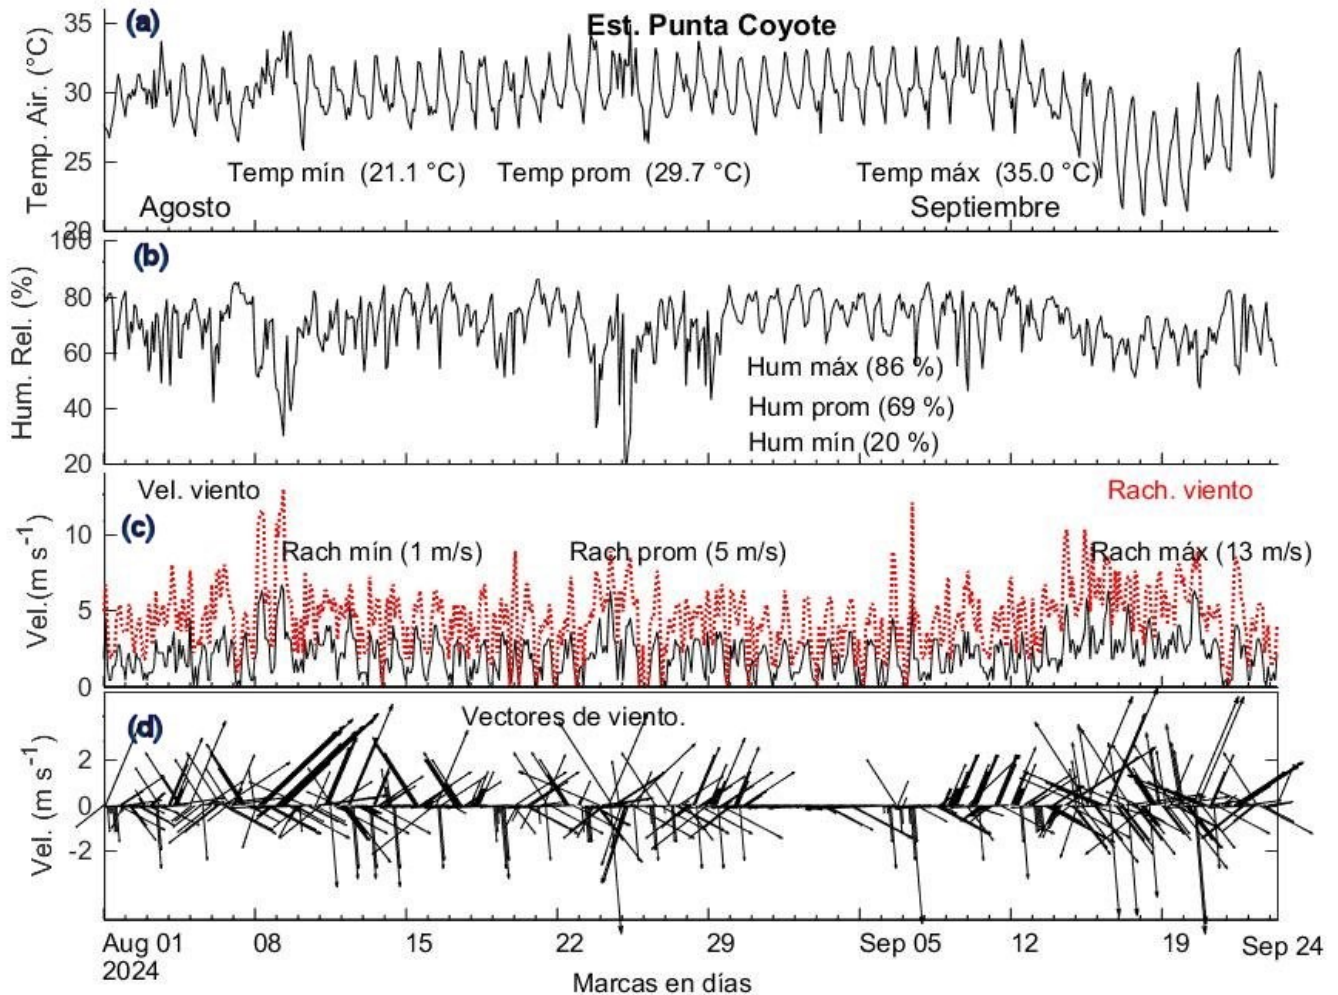 (a)
Est. Punta Coyote
35
30
25
20
Temp. Air. (°C)
Temp mín (21.1 °C)
Temp prom (29.7 °C)
Temp máx (35.0 °C)
Agosto
Septiembre
(b)
100
80
60
40
20
Hum. Rel. (%)
Hum máx (86 %)
Hum prom (69 %)
Hum mín (20 %)
Vel. viento
Rach. viento
(c)
10
5
0
Vel.(m s⁻¹)
Rach mín (1 m/s)
Rach prom (5 m/s)
Rach máx (13 m/s)
(d)
Vectores de viento.
2
0
-2
Vel. (m s⁻¹)
Aug 01 08 15 22 29 Sep 05 12 19 Sep 24
2024
Marcas en días